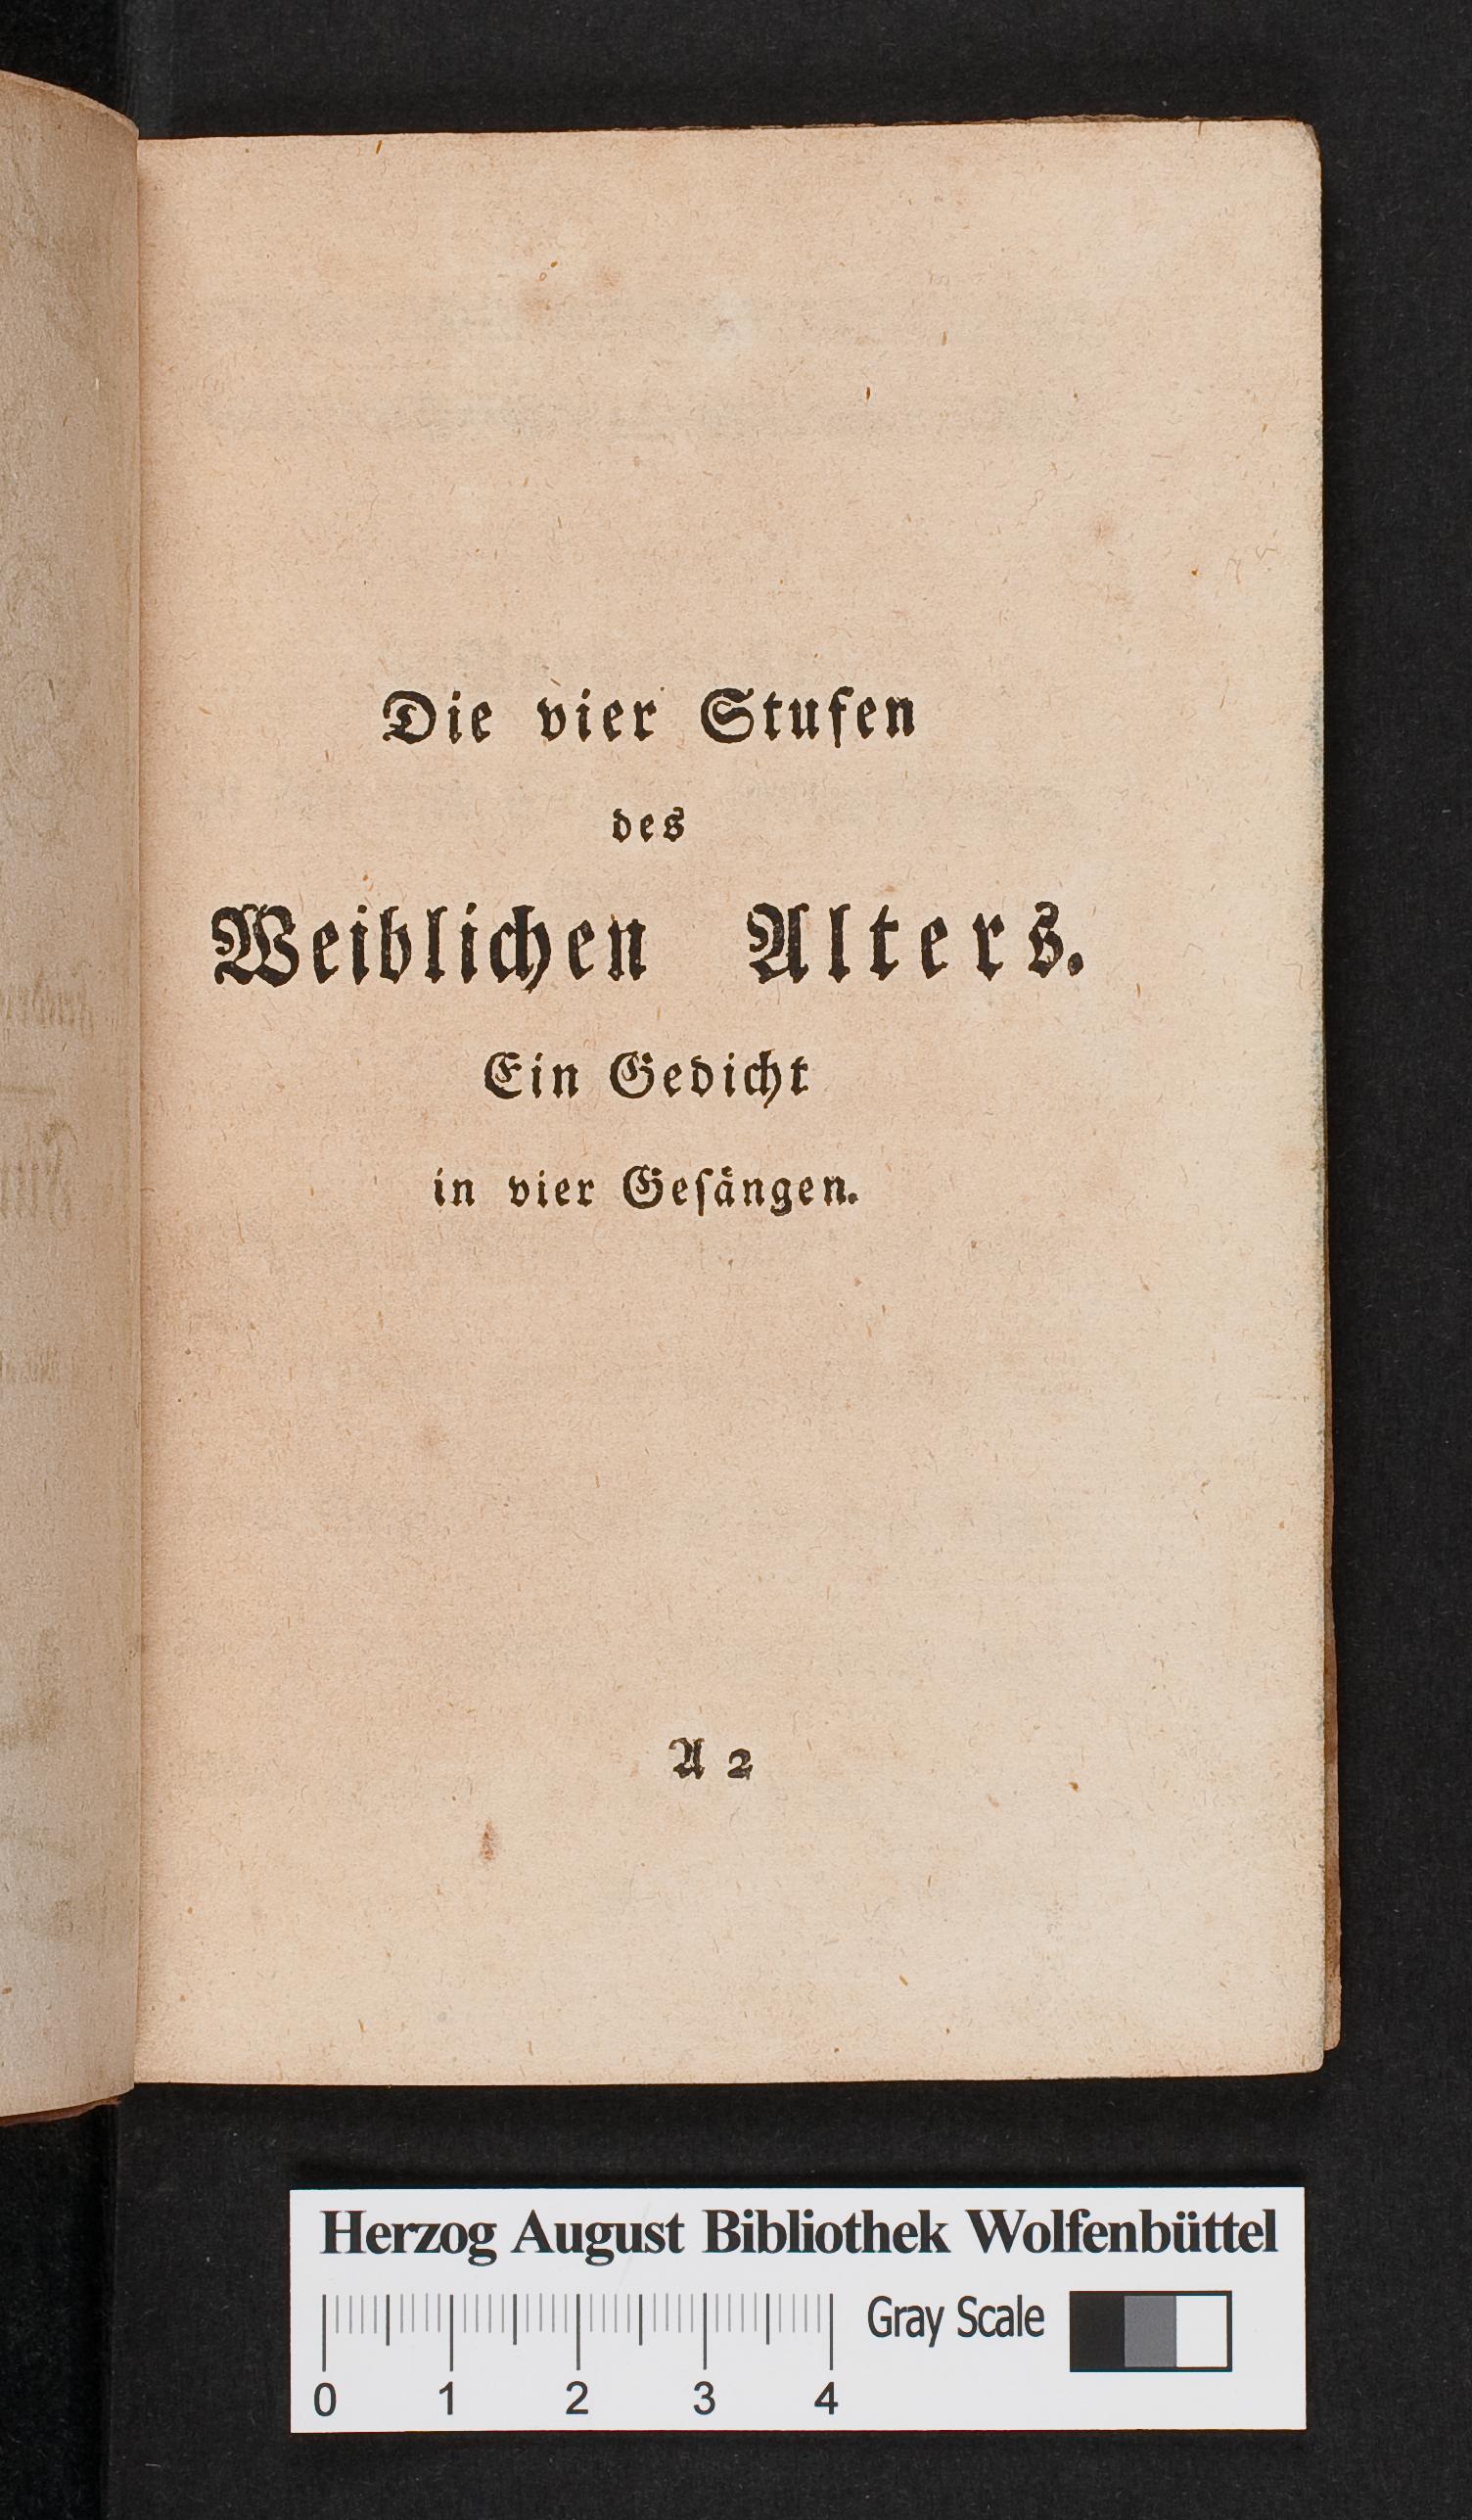 Die vier Stufen
des
Weiblichen Alters.
Ein Gedicht
in vier Geſängen.
A 2
Herzog August Bibliothek Wolfenbüttel
Gray Scale
0 1 2 3 4